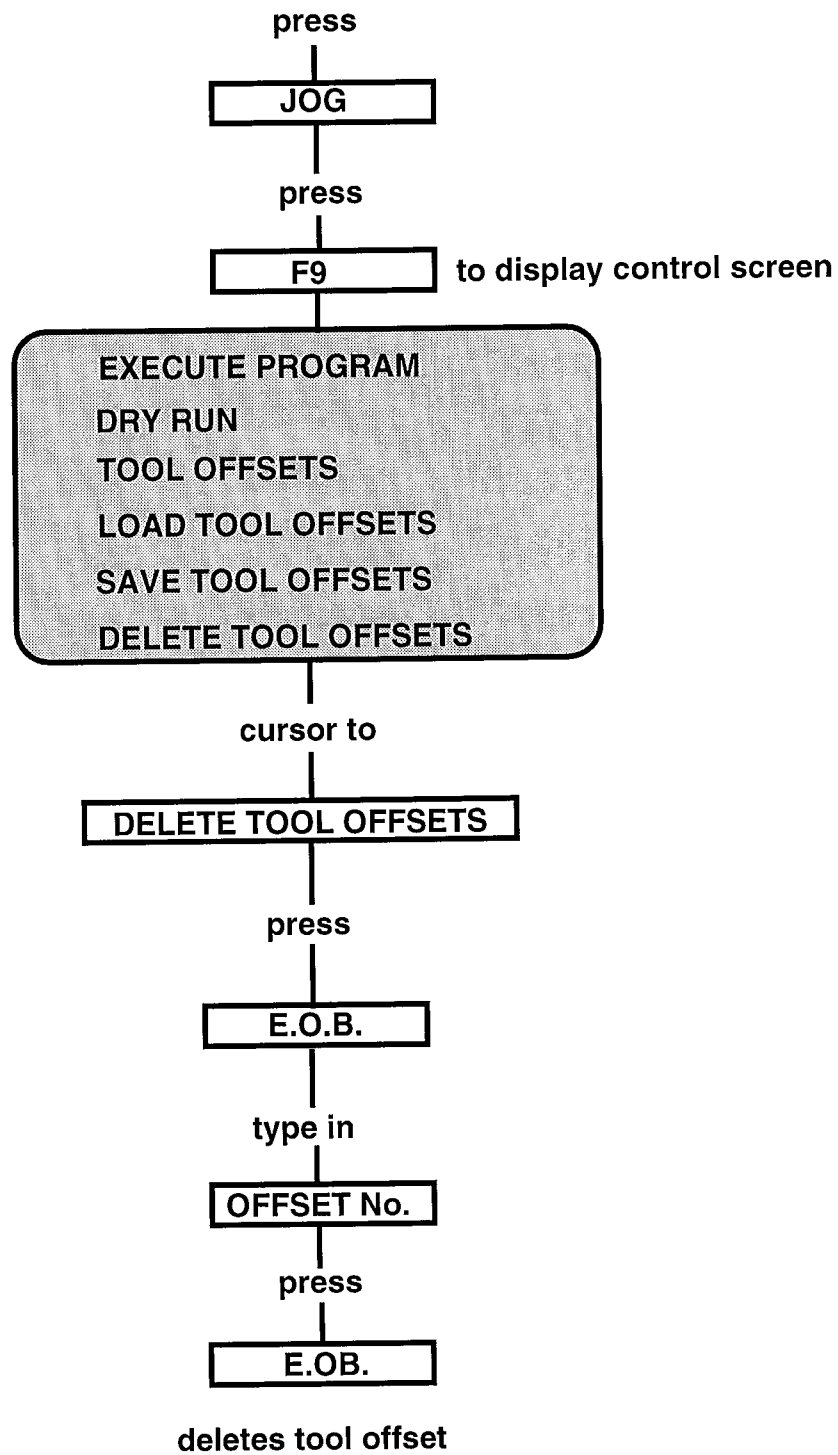 press
JOG
press
F9 to display control screen
EXECUTE PROGRAM
DRY RUN
TOOL OFFSETS
LOAD TOOL OFFSETS
SAVE TOOL OFFSETS
DELETE TOOL OFFSETS
cursor to
DELETE TOOL OFFSETS
press
E.O.B.
type in
OFFSET No.
press
E.OB.
deletes tool offset